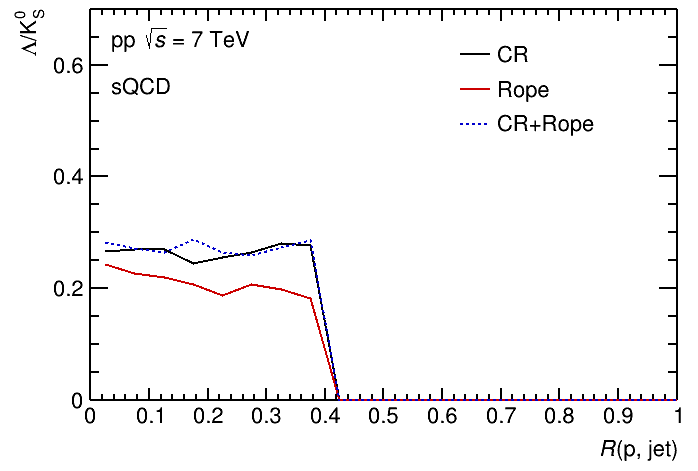 Λ/K⁰_S
pp √s = 7 TeV
sQCD
CR
Rope
CR+Rope
0.6
0.4
0.2
0
0 0.1 0.2 0.3 0.4 0.5 0.6 0.7 0.8 0.9 1
R(p, jet)